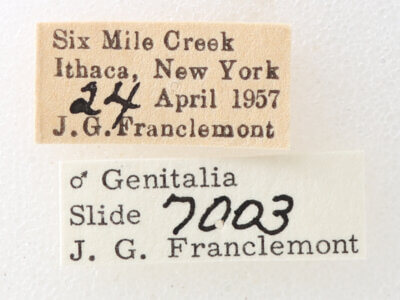 Six Mile Creek
Ithaca, New York
24 April 1957
J.G.Franclemont
♂ Genitalia
Slide 7003
J. G. Franclemont